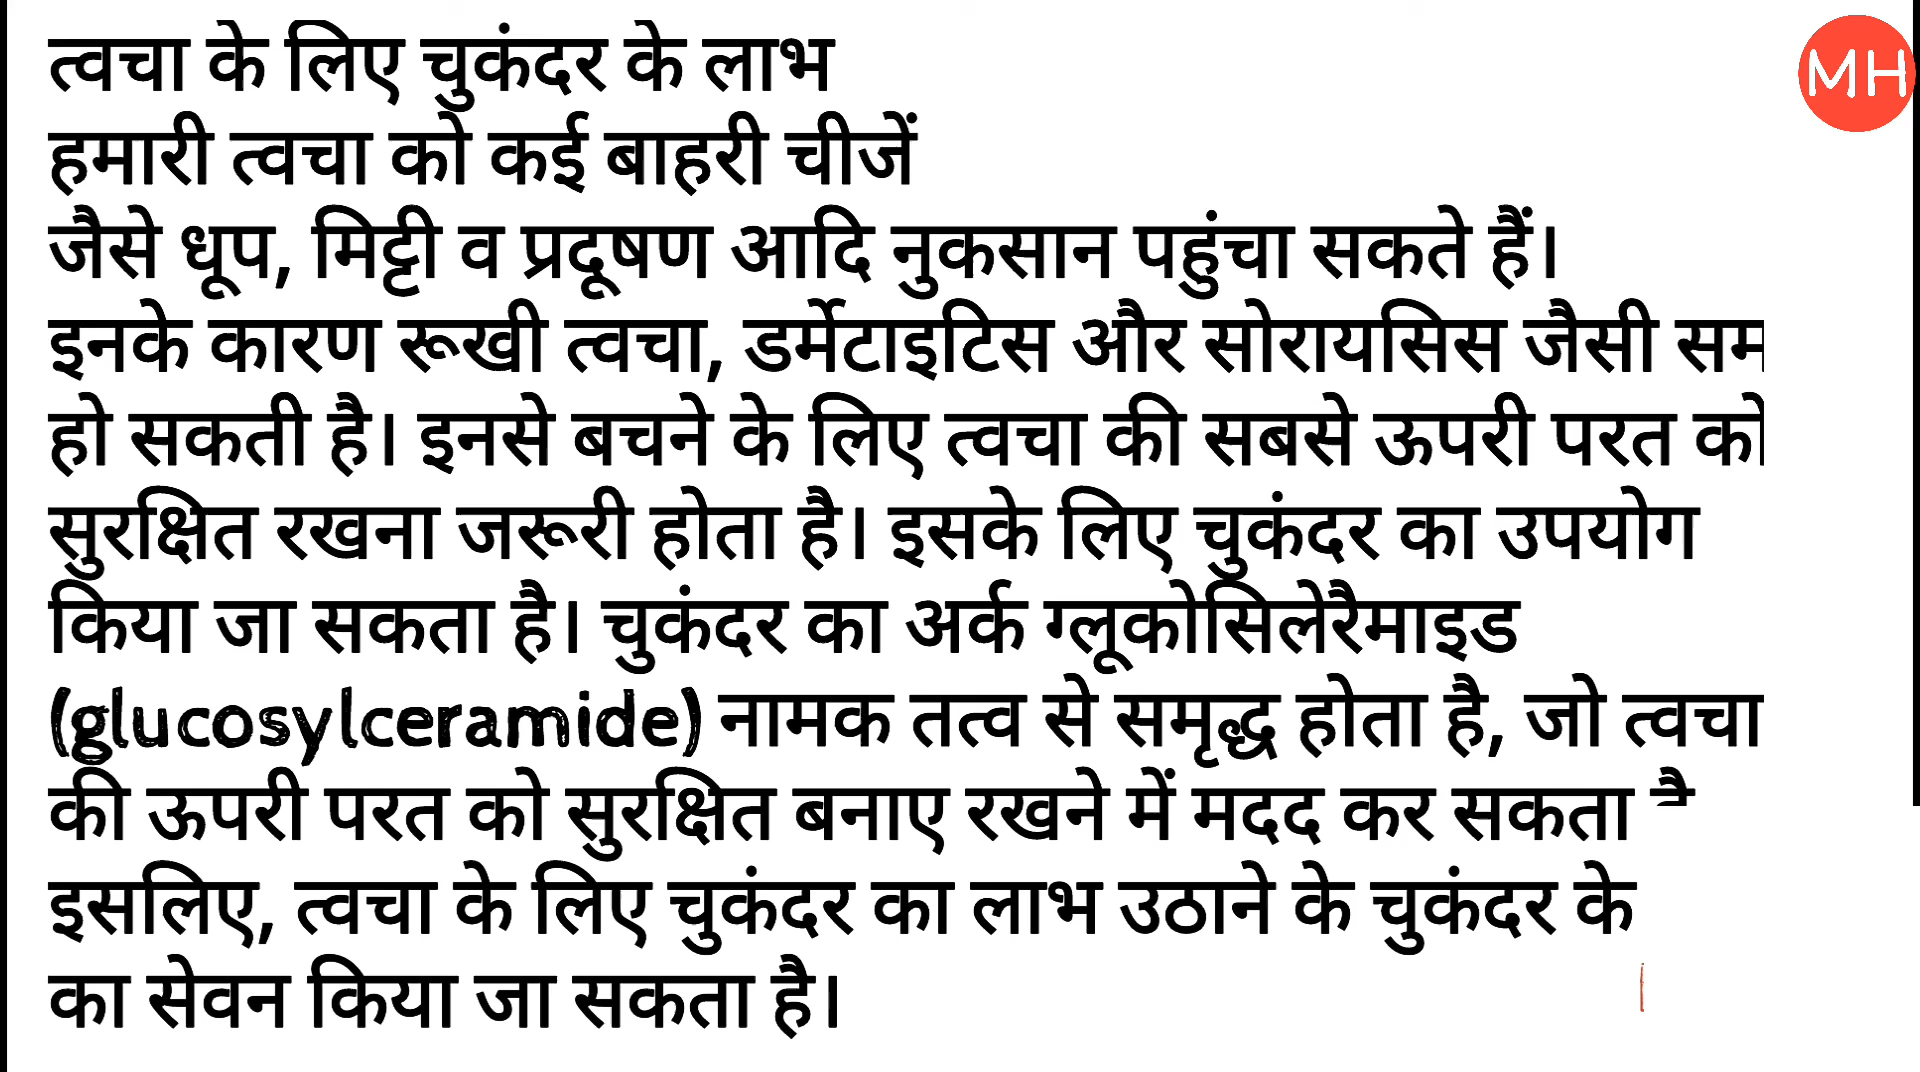 त्वचा के लिए चुकंदर के लाभ
MH
हमारी त्वचा को कई बाहरी चीजें
जैसे धूप, मिट्टी व प्रदूषण आदि नुकसान पहुंचा सकते हैं।
इनके कारण रूखी त्वचा, डर्मेटाइटिस और सोरायसिस जैसी
हो सकती है। इनसे बचने के लिए त्वचा की सबसे ऊपरी परत को
सुरक्षित रखना जरूरी होता है। इसके लिए चुकंदर का उपयोग
किया जा सकता है। चुकंदर का अर्क ग्लूकोसिलेरैमाइड
(glucosylceramide) नामक तत्व से समृद्ध होता है, जो त्वचा
की ऊपरी परत को सुरक्षित बनाए रखने में मदद कर सकता
इसलिए, त्वचा के लिए चुकंदर का लाभ उठाने के चुकंदर के
का सेवन किया जा सकता है।